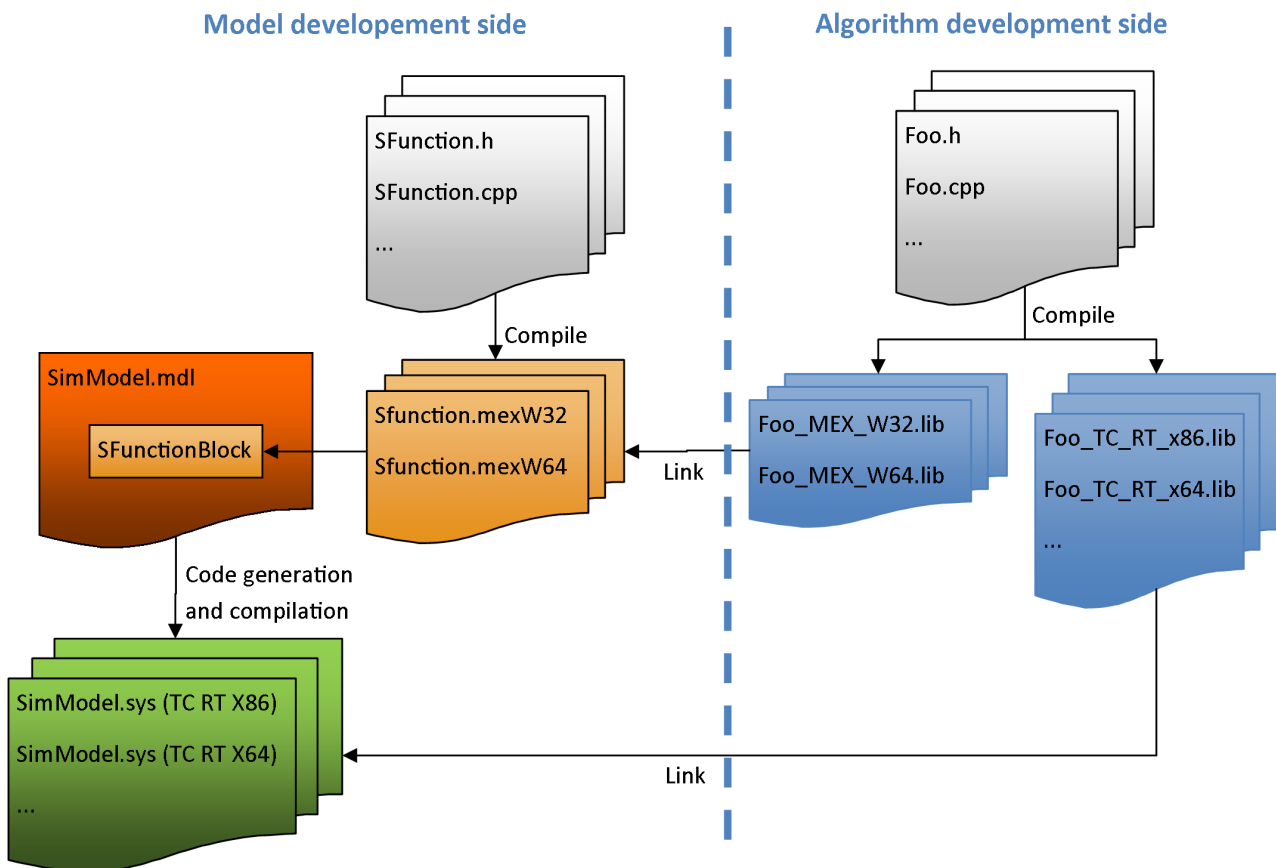 Model developement side
Algorithm development side
SFunction.h
SFunction.cpp
...
Foo.h
Foo.cpp
...
Compile
Compile
SimModel.mdl
SFunctionBlock
Sfunction.mexW32
Sfunction.mexW64
Link
Foo_MEX_W32.lib
Foo_MEX_W64.lib
Foo_TC_RT_x86.lib
Foo_TC_RT_x64.lib
...
Code generation
and compilation
SimModel.sys (TC RT X86)
SimModel.sys (TC RT X64)
...
Link